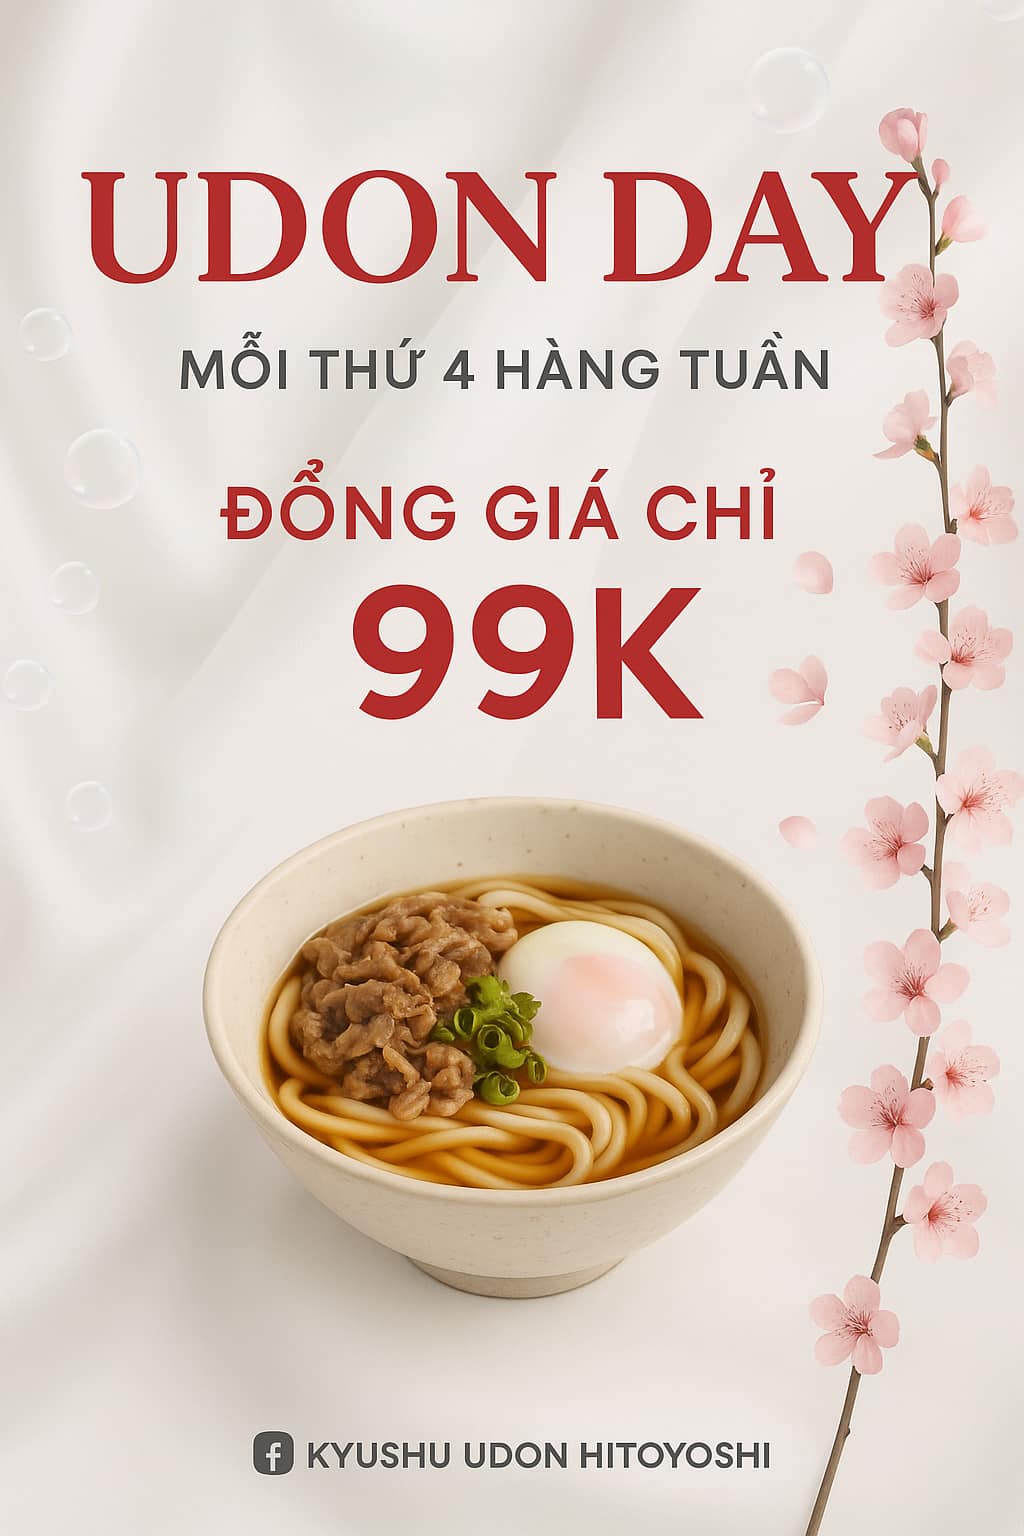 UDON DAY
MỖI THỨ 4 HÀNG TUẦN
ĐỔNG GIÁ CHỈ
99K
KYUSHU UDON HITOYOSHI